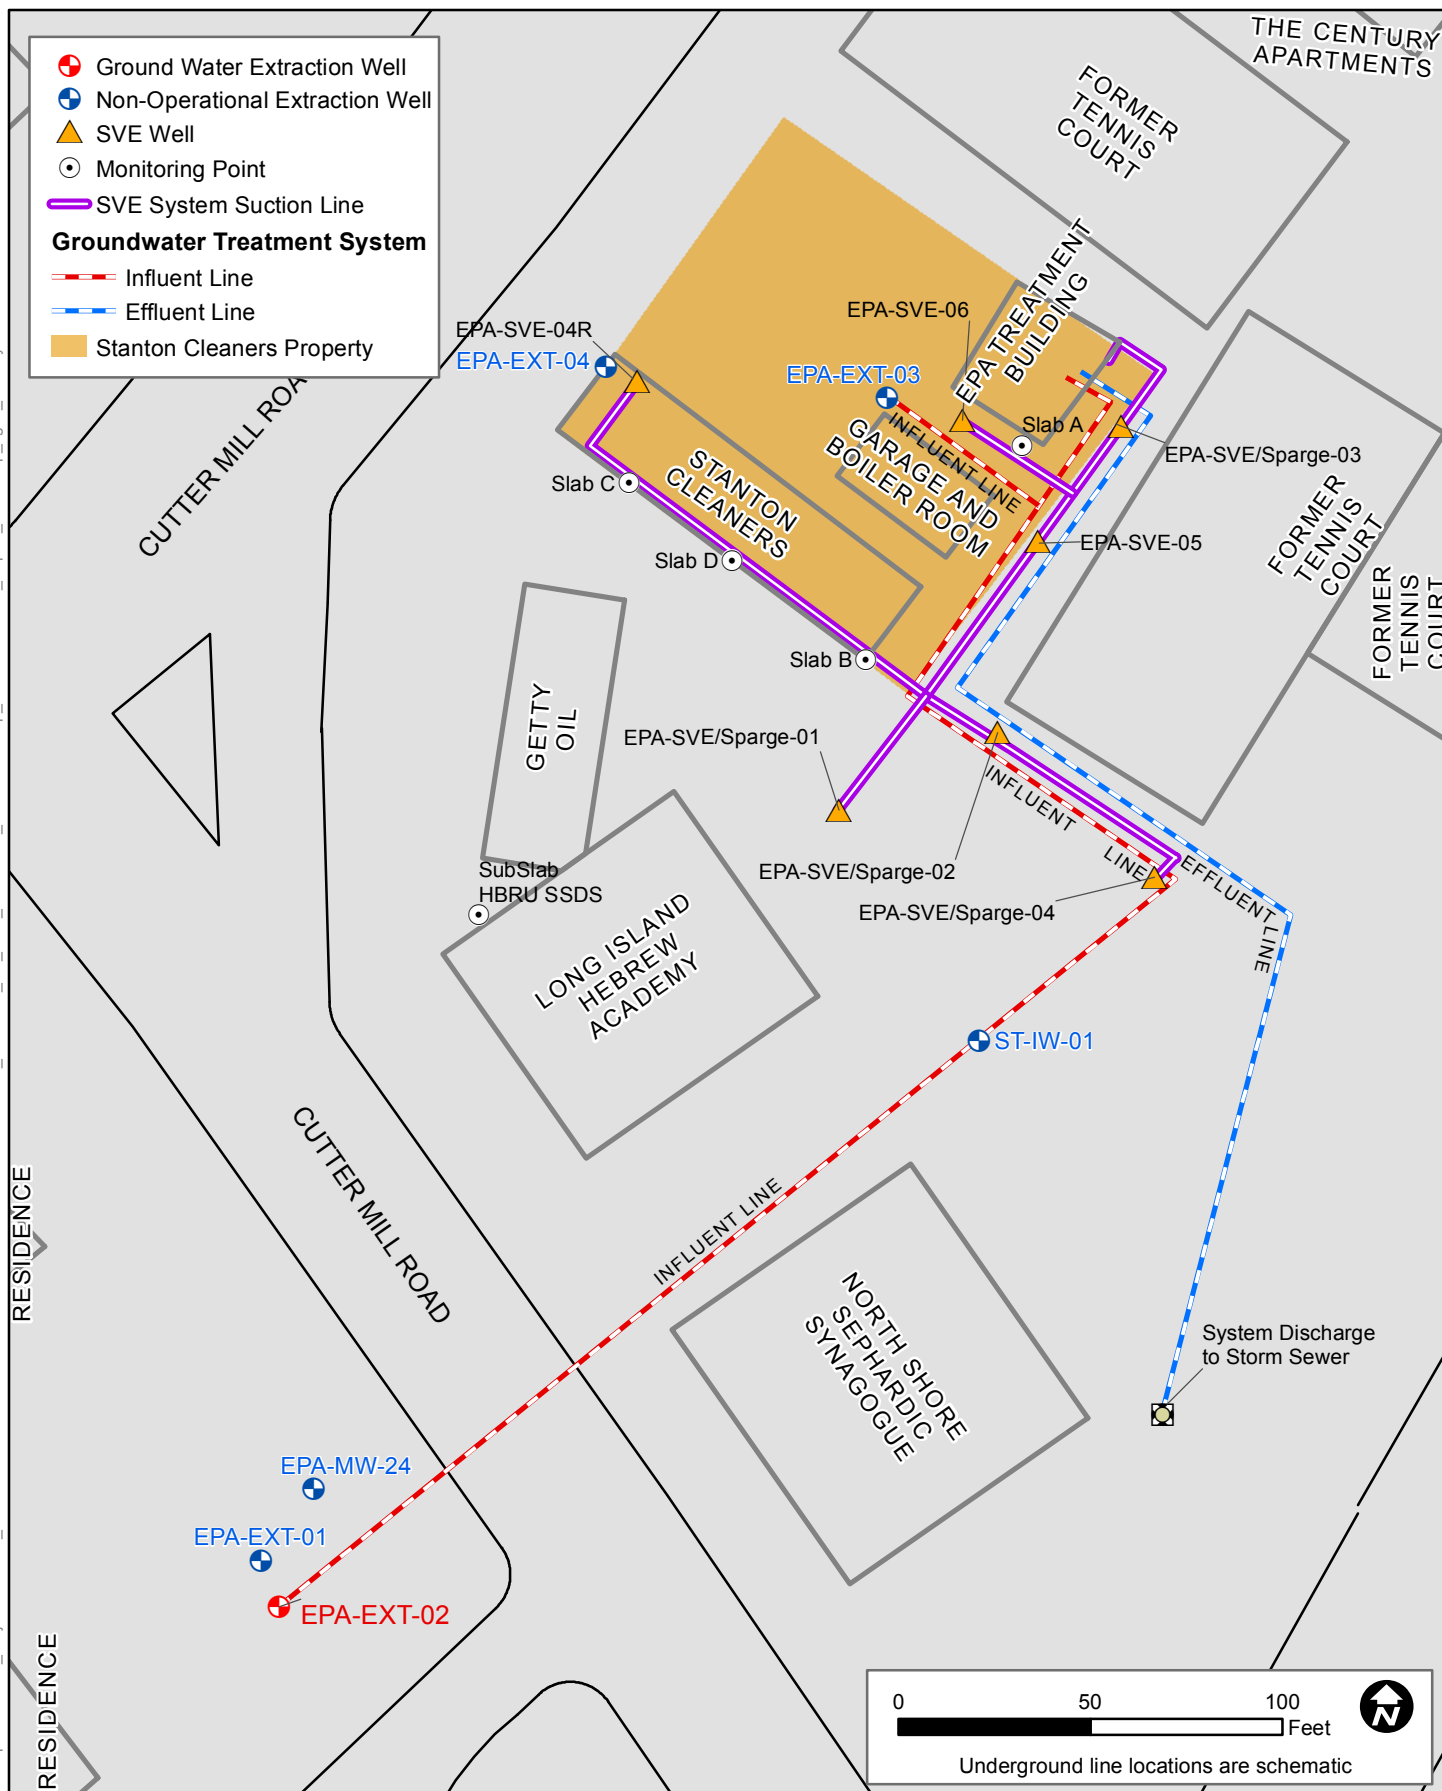 Ground Water Extraction Well
Non-Operational Extraction Well
SVE Well
Monitoring Point
SVE System Suction Line
Groundwater Treatment System
Influent Line
Effluent Line
Stanton Cleaners Property
THE CENTURY
APARTMENTS
FORMER
TENNIS
COURT
EPA TREATMENT
BUILDING
EPA-SVE-06
EPA-SVE-04R
EPA-EXT-04
EPA-EXT-03
CUTTER MILL ROA
INFLUENT LINE
GARAGE AND
BOILER ROOM
Slab A
EPA-SVE/Sparge-03
STANTON
CLEANERS
Slab C
Slab D
EPA-SVE-05
FORMER
TENNIS
COURT
FORMER
TENNIS
COURT
Slab B
GETTY
OIL
EPA-SVE/Sparge-01
INFLUENT
LINE
EPA-SVE/Sparge-02
EPA-SVE/Sparge-04
EFFLUENT
LINE
SubSlab
HBRU SSDS
LONG ISLAND
HEBREW
ACADEMY
ST-IW-01
CUTTER MILL ROAD
INFLUENT LINE
RESIDENCE
NORTH SHORE
SEPHARDIC
SYNAGOGUE
System Discharge
to Storm Sewer
EPA-MW-24
EPA-EXT-01
EPA-EXT-02
RESIDENCE
0 50 100
Feet
N
Underground line locations are schematic